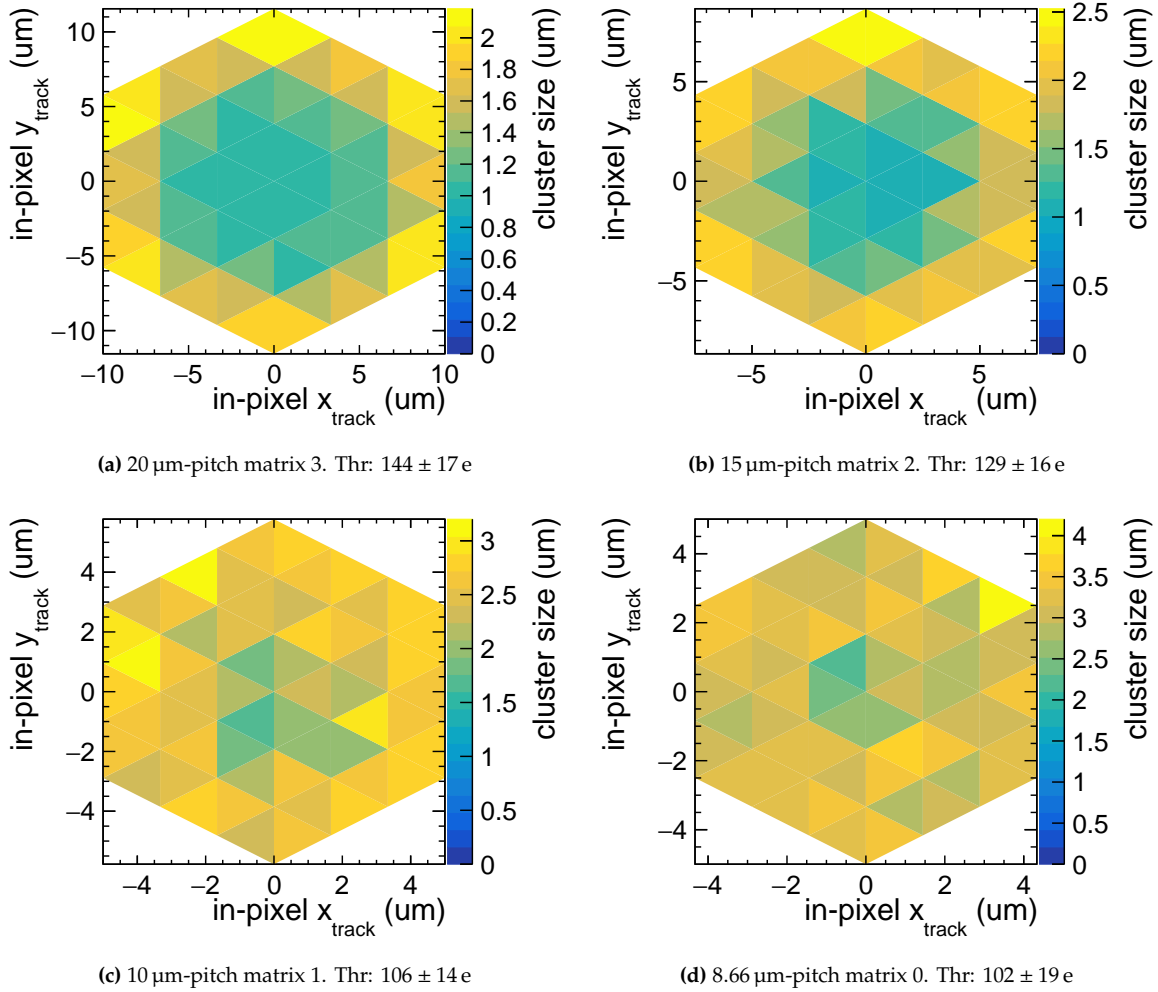 10
5
0
−5
−10
in-pixel y_track (um)
−10 −5 0 5 10
in-pixel x_track (um)
2
1.8
1.6
1.4
1.2
1
0.8
0.6
0.4
0.2
0
cluster size (um)
(a) 20 µm-pitch matrix 3. Thr: 144 ± 17 e
5
0
−5
in-pixel y_track (um)
−5 0 5
in-pixel x_track (um)
2.5
2
1.5
1
0.5
0
cluster size (um)
(b) 15 µm-pitch matrix 2. Thr: 129 ± 16 e
4
2
0
−2
−4
in-pixel y_track (um)
−4 −2 0 2 4
in-pixel x_track (um)
3
2.5
2
1.5
1
0.5
0
cluster size (um)
(c) 10 µm-pitch matrix 1. Thr: 106 ± 14 e
4
2
0
−2
−4
in-pixel y_track (um)
−4 −2 0 2 4
in-pixel x_track (um)
4
3.5
3
2.5
2
1.5
1
0.5
0
cluster size (um)
(d) 8.66 µm-pitch matrix 0. Thr: 102 ± 19 e